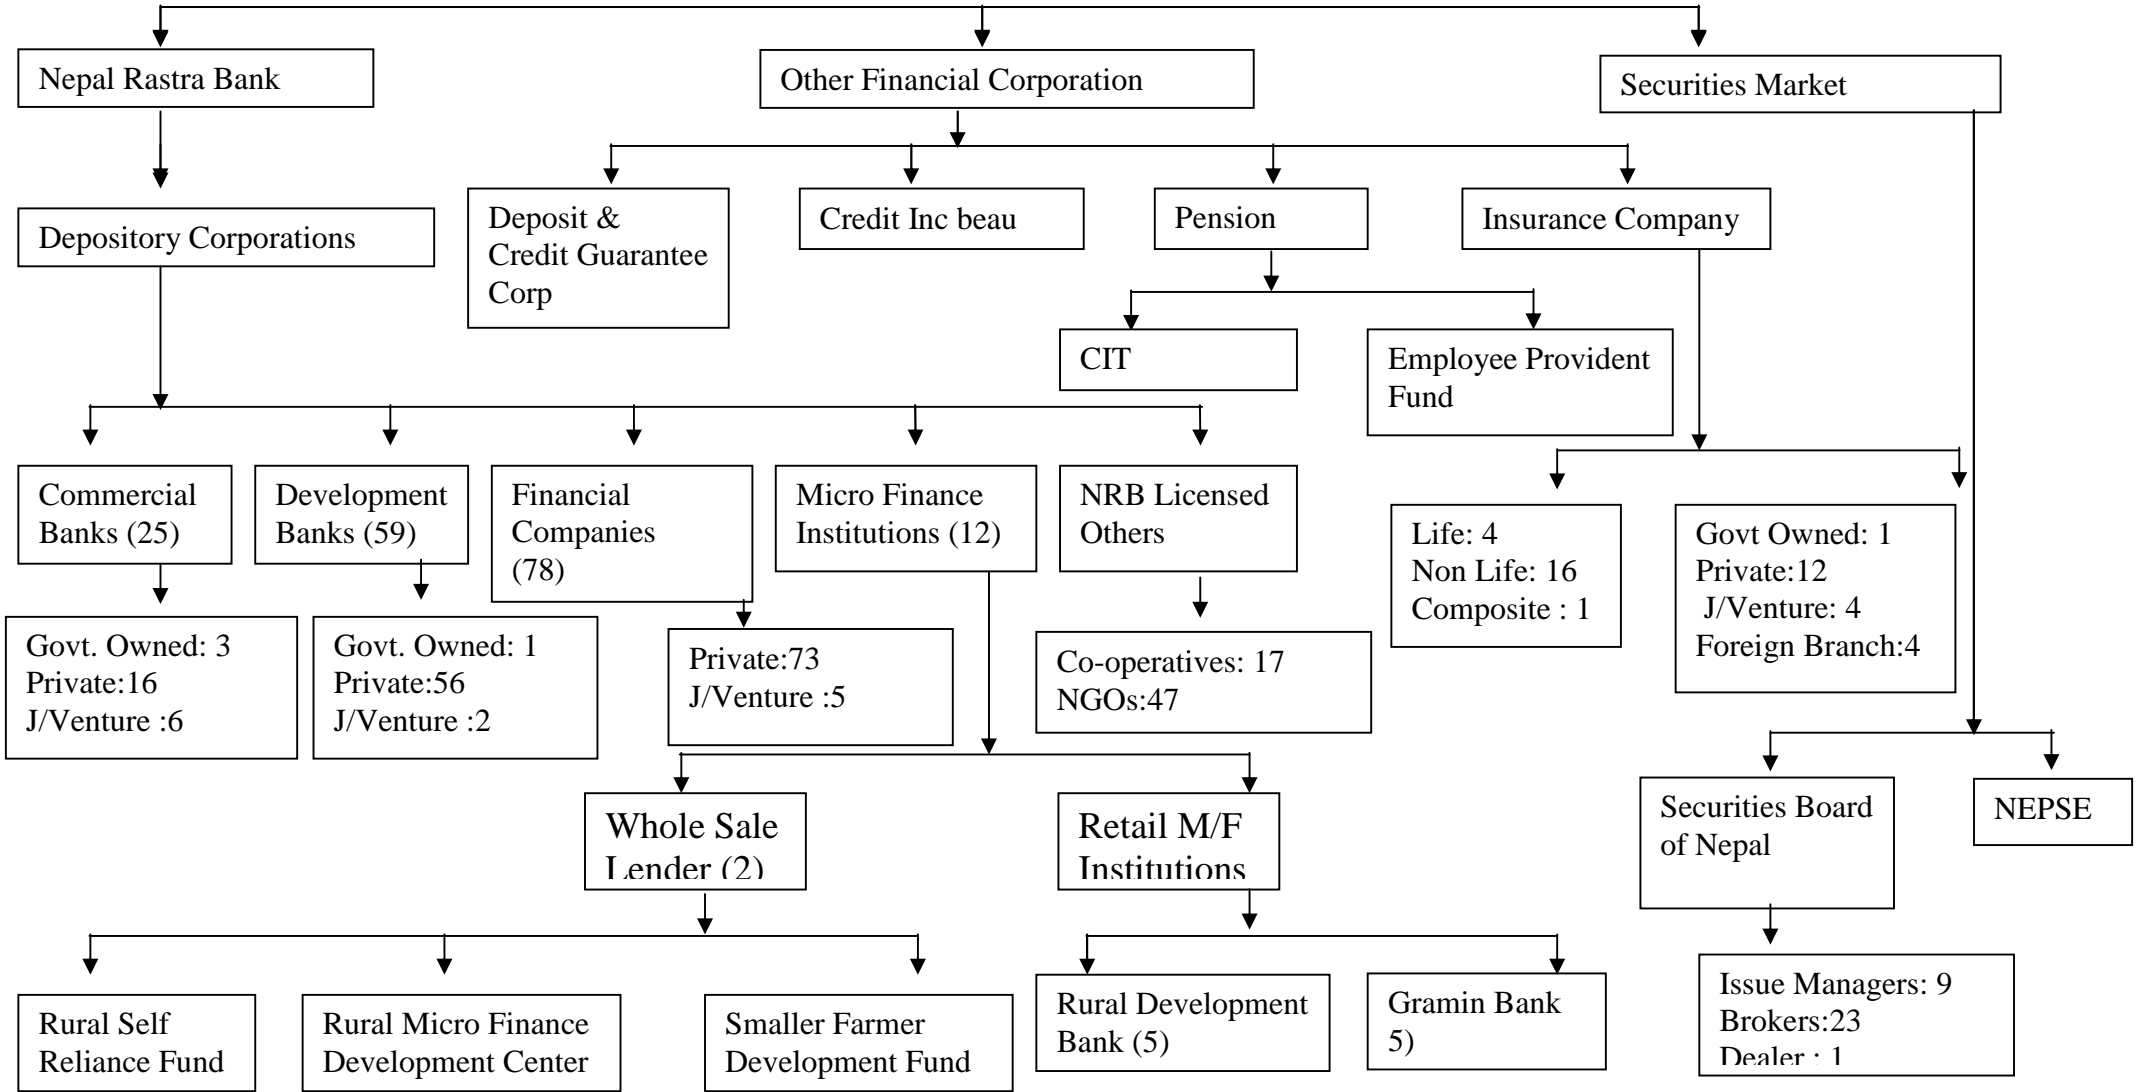 Nepal Rastra Bank
Other Financial Corporation
Securities Market
Depository Corporations
Deposit &
Credit Guarantee
Corp
Credit Inc beau
Pension
Insurance Company
CIT
Employee Provident
Fund
Commercial
Banks (25)
Development
Banks (59)
Financial
Companies
(78)
Micro Finance
Institutions (12)
NRB Licensed
Others
Life: 4
Non Life: 16
Composite : 1
Govt Owned: 1
Private:12
J/Venture: 4
Foreign Branch:4
Govt. Owned: 3
Private:16
J/Venture :6
Govt. Owned: 1
Private:56
J/Venture :2
Private:73
J/Venture :5
Co-operatives: 17
NGOs:47
Whole Sale
Lender (2)
Retail M/F
Institutions
Securities Board
of Nepal
NEPSE
Rural Self
Reliance Fund
Rural Micro Finance
Development Center
Smaller Farmer
Development Fund
Rural Development
Bank (5)
Gramin Bank
5)
Issue Managers: 9
Brokers:23
Dealer : 1